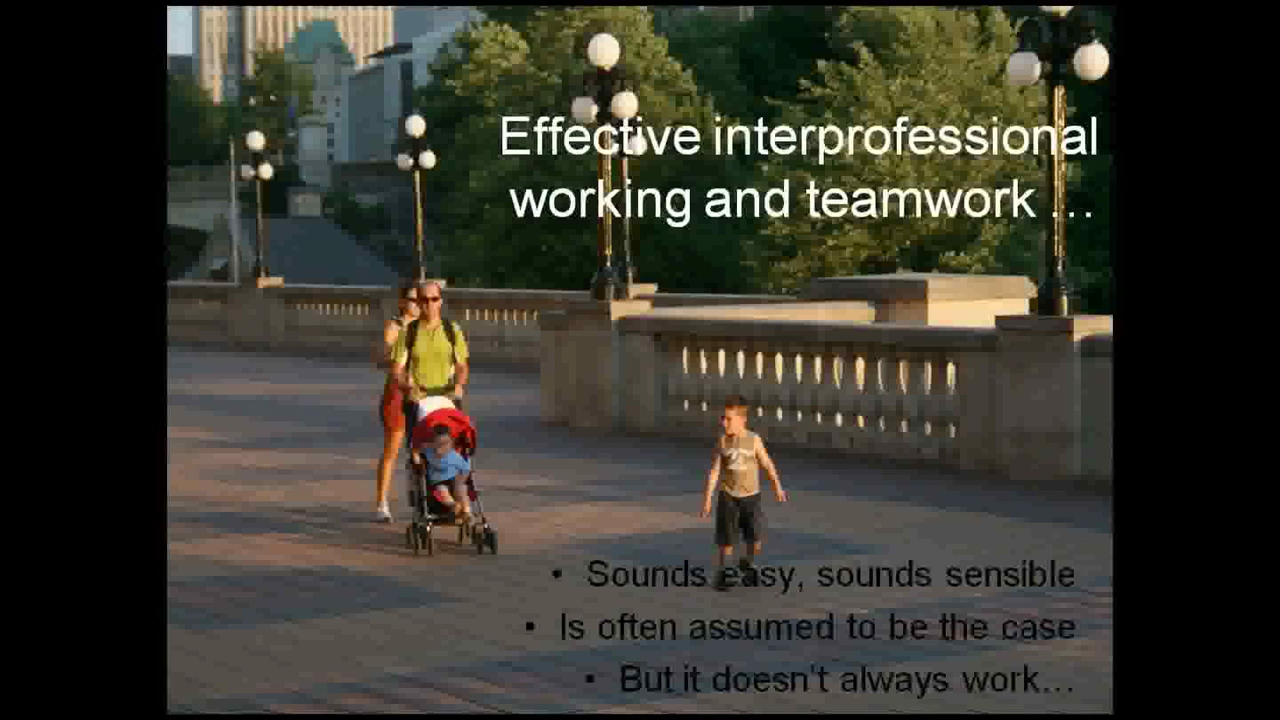 Effective interprofessional
working and teamwork …
• Sounds easy, sounds sensible
• Is often assumed to be the case
• But it doesn't always work…